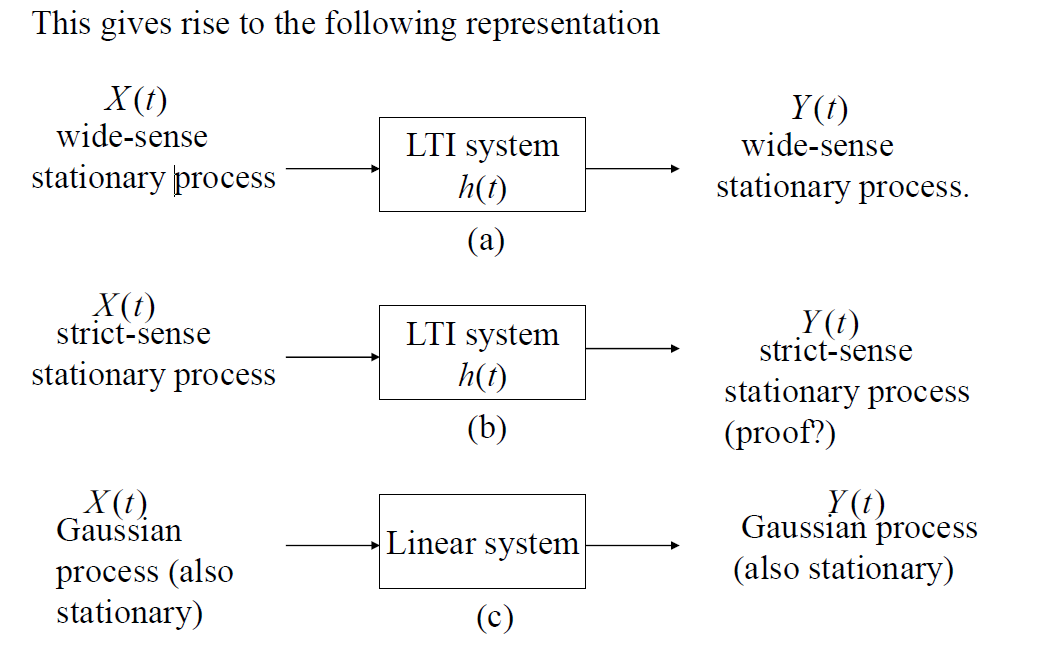 This gives rise to the following representation
X(t)
wide-sense
stationary process
LTI system
h(t)
Y(t)
wide-sense
stationary process.
(a)
X(t)
strict-sense
stationary process
LTI system
h(t)
Y(t)
strict-sense
stationary process
(proof?)
(b)
X(t)
Gaussian
process (also
stationary)
Linear system
Y(t)
Gaussian process
(also stationary)
(c)